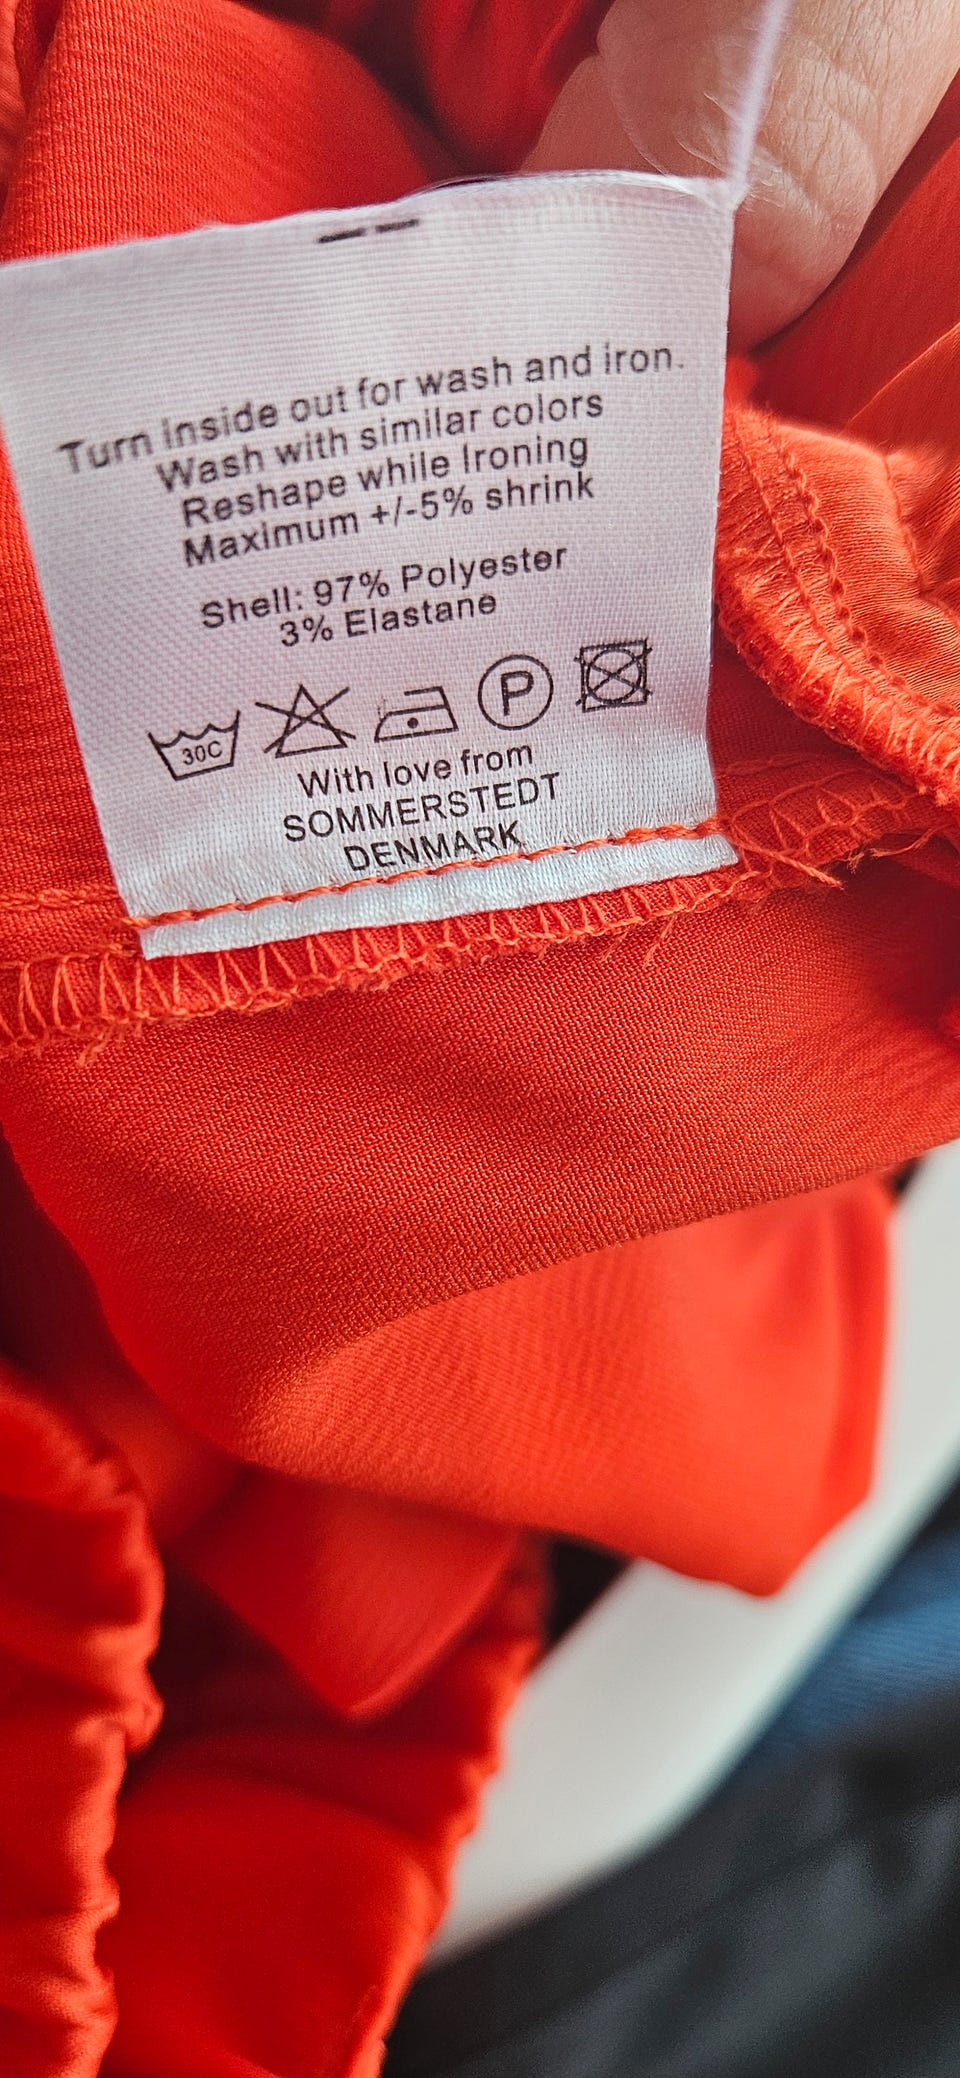 Turn inside out for wash and iron.
Wash with similar colors
Reshape while Ironing
Maximum +/-5% shrink
Shell: 97% Polyester
3% Elastane
30C P
With love from
SOMMERSTEDT
DENMARK